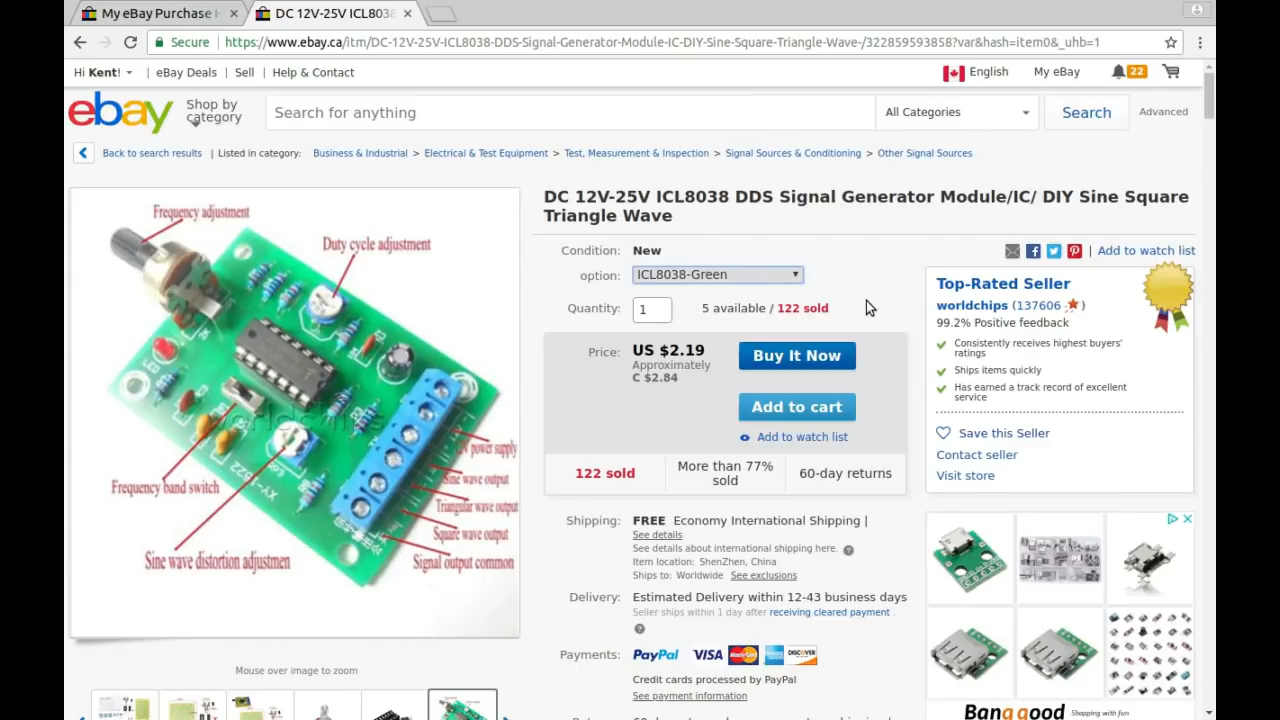 My eBay Purchase H
DC 12V-25V ICL8038
Secure
https://www.ebay.ca/itm/DC-12V-25V-ICL8038-DDS-Signal-Generator-Module-IC-DIY-Sine-Square-Triangle-Wave-/322859593858?var&hash=item0&_uhb=1
Hi Kent!
eBay Deals
Sell
Help & Contact
English
My eBay
22
ebay
Shop by category
Search for anything
All Categories
Search
Advanced
Back to search results
Listed in category:
Business & Industrial > Electrical & Test Equipment > Test, Measurement & Inspection > Signal Sources & Conditioning > Other Signal Sources
Frequency adjustment
Duty cycle adjustment
LED
worldchips
XY-022
Frequency band switch
Sine wave distortion adjustmen
power supply
Sine wave output
Triangular wave output
Square wave output
Signal output common
Mouse over image to zoom
DC 12V-25V ICL8038 DDS Signal Generator Module/IC/ DIY Sine Square
Triangle Wave
Condition: New
Add to watch list
option: ICL8038-Green
Quantity: 1
5 available / 122 sold
Price: US $2.19
Approximately
C $2.84
Buy It Now
Add to cart
Add to watch list
122 sold
More than 77% sold
60-day returns
Shipping: FREE Economy International Shipping |
See details
See details about international shipping here.
Item location: ShenZhen, China
Ships to: Worldwide See exclusions
Delivery: Estimated Delivery within 12-43 business days
Seller ships within 1 day after receiving cleared payment .
Payments: PayPal VISA MasterCard DISCOVER
Credit cards processed by PayPal
See payment information
Top-Rated Seller
worldchips (137606 )
99.2% Positive feedback
Consistently receives highest buyers'
ratings
Ships items quickly
Has earned a track record of excellent
service
Save this Seller
Contact seller
Visit store
Banggood Shopping with fun